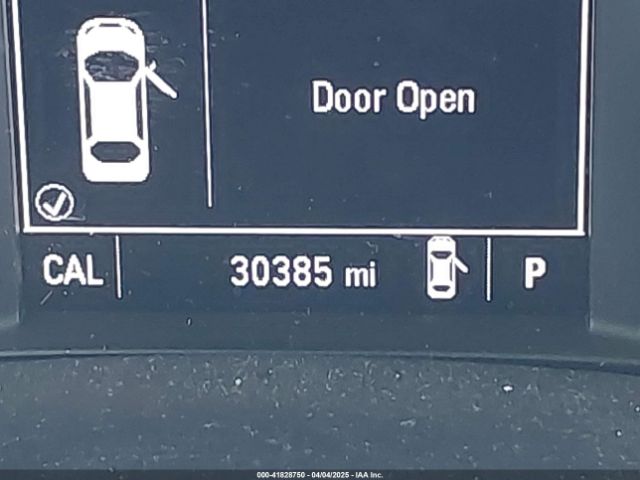 Door Open
CAL 30385 mi P
000-41828750 - 04/04/2025 - IAA Inc.